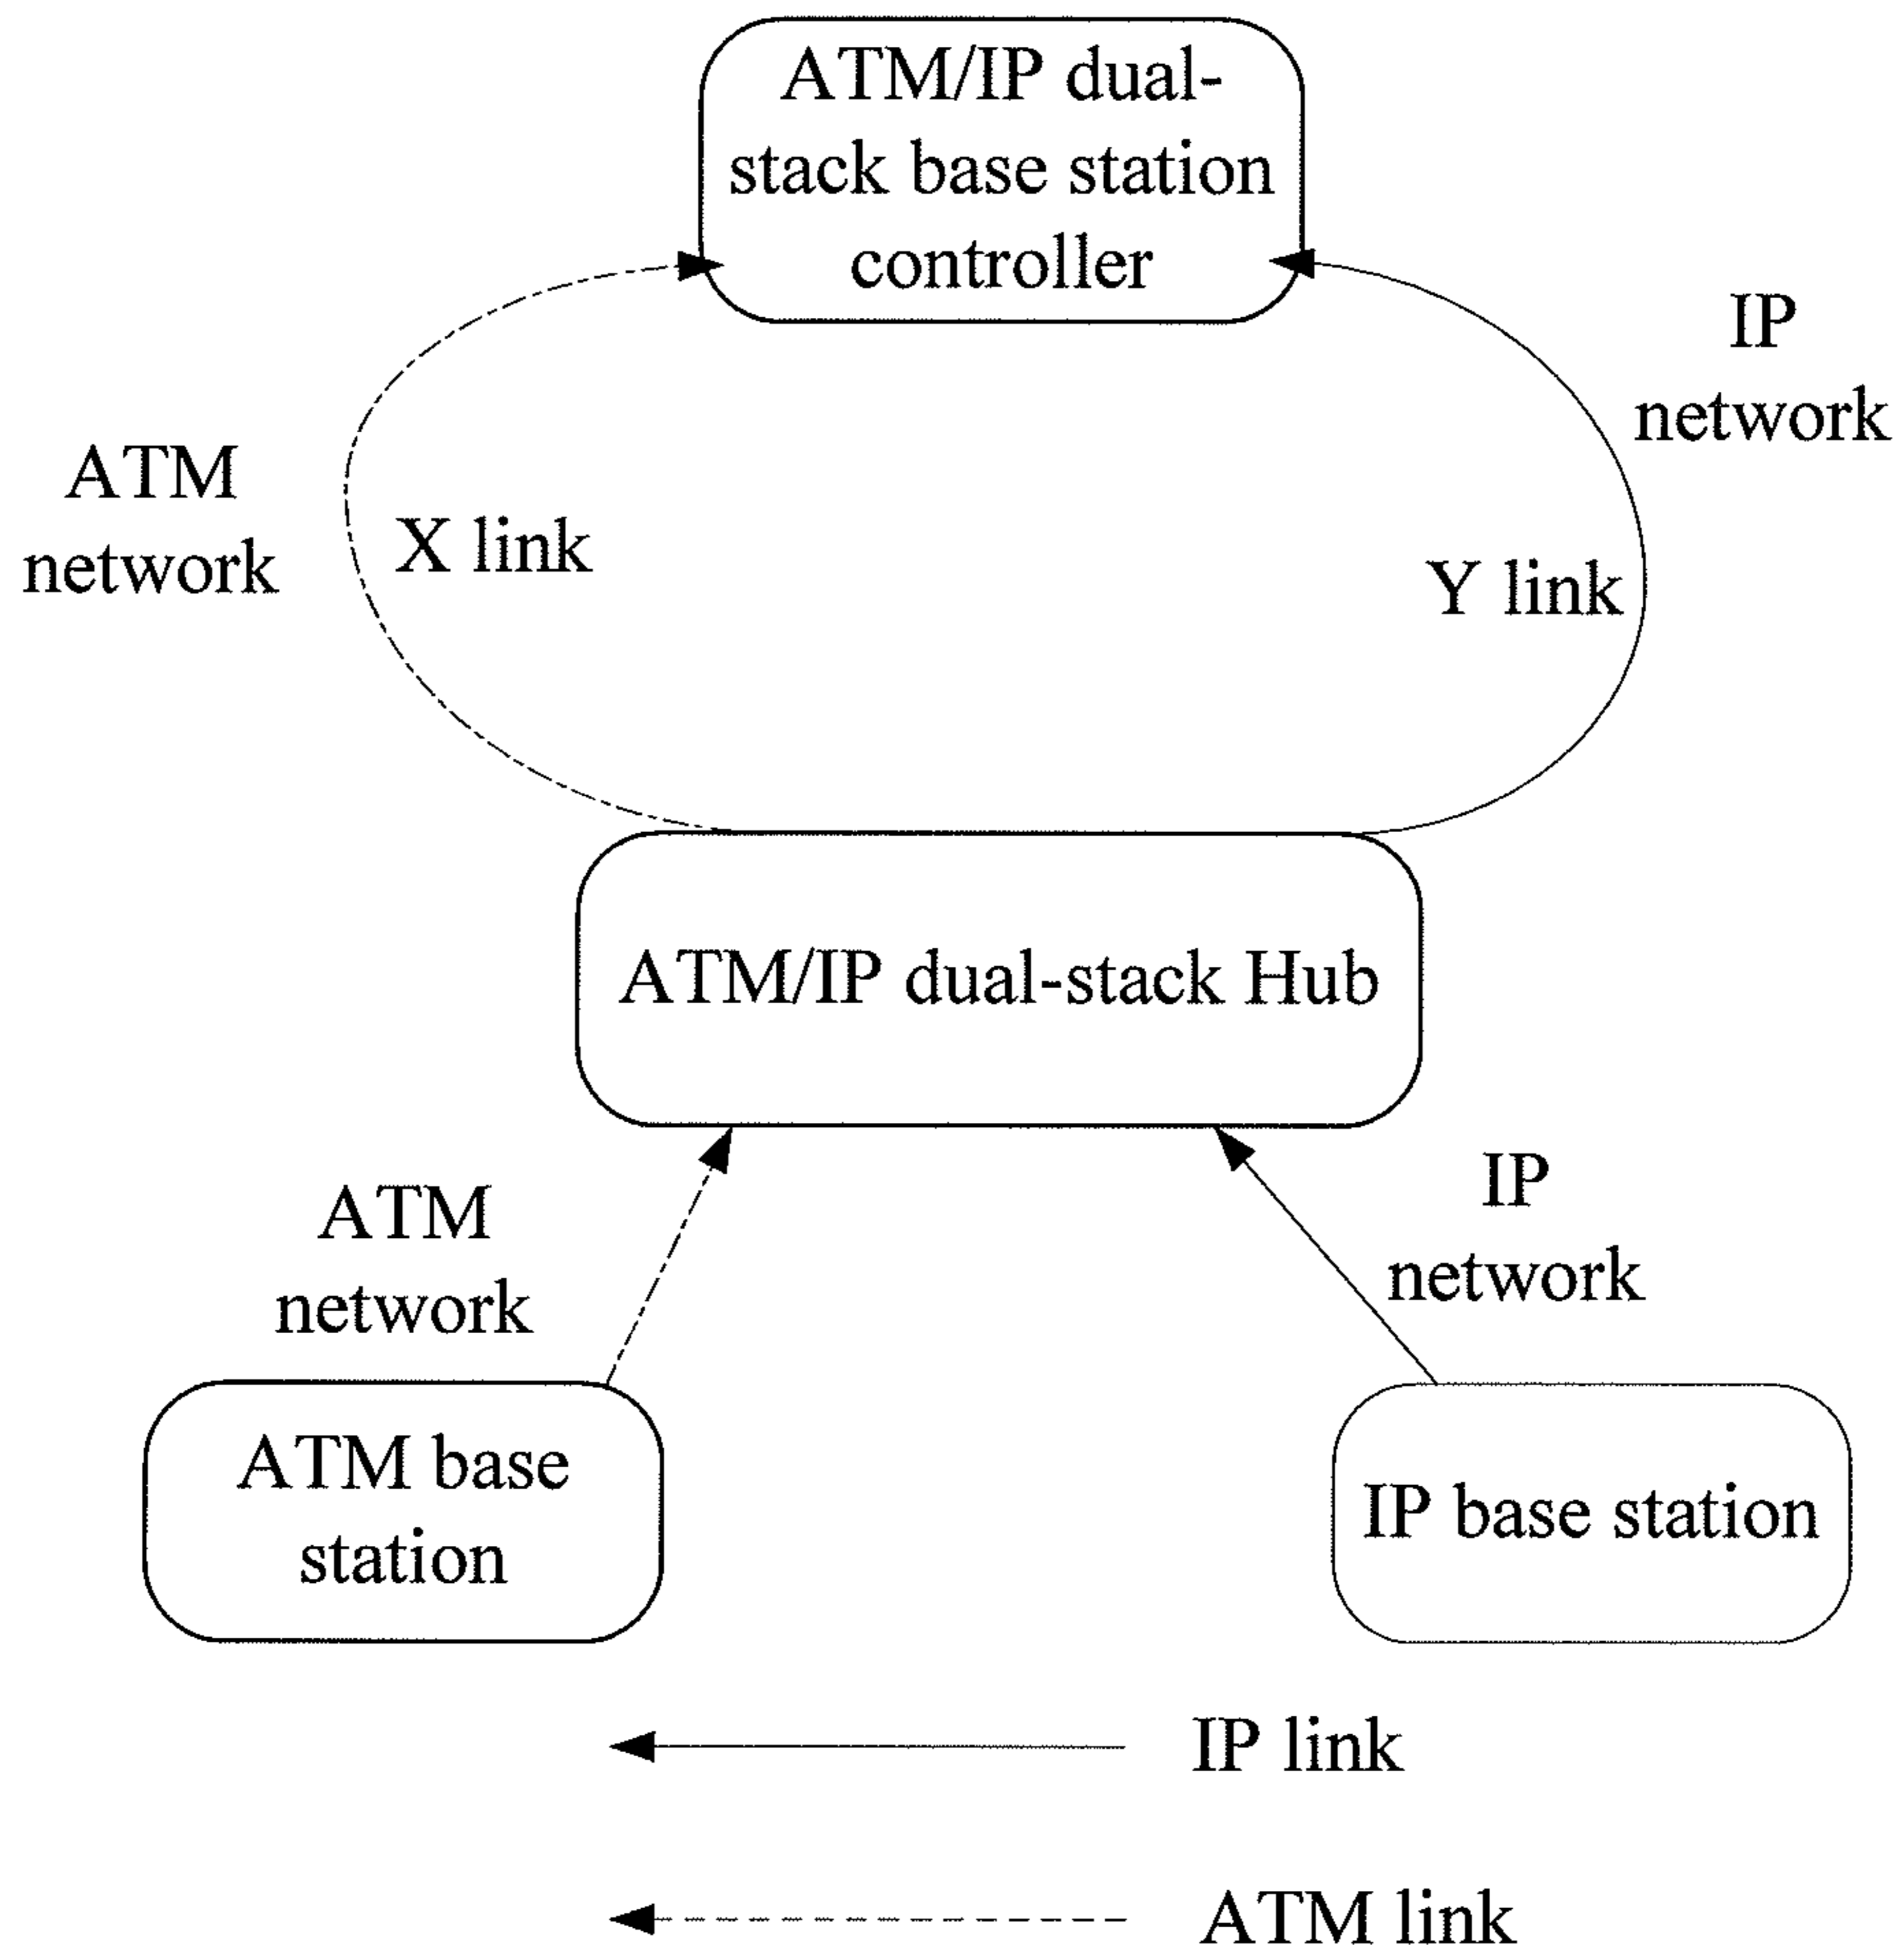 ATM/IP dual-
stack base station
controller
IP
network
ATM
network
X link
Y link
ATM/IP dual-stack Hub
IP
network
ATM
network
ATM base
station
IP base station
IP link
ATM link